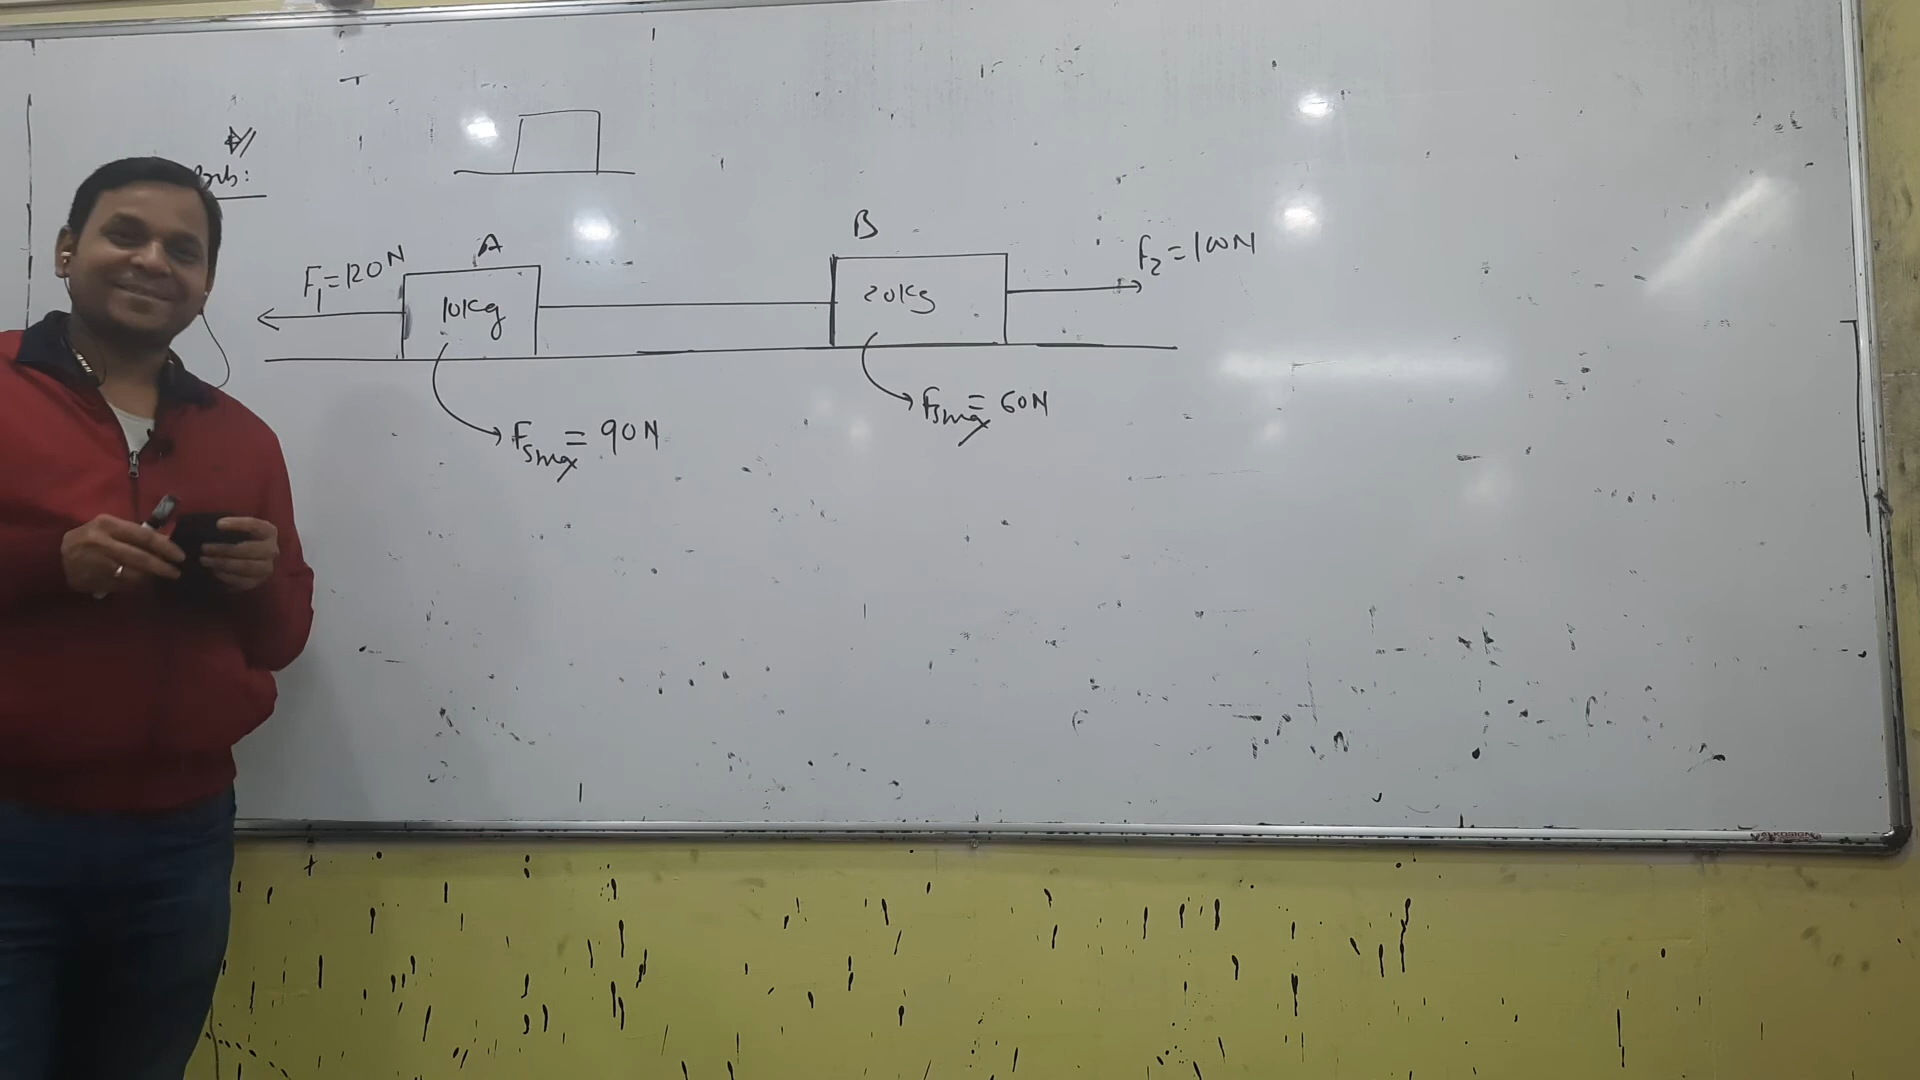 A
B
F₁=120N
10Kg
20Kg
F₂=100N
Fsmax = 90N
Fsmax = 60N